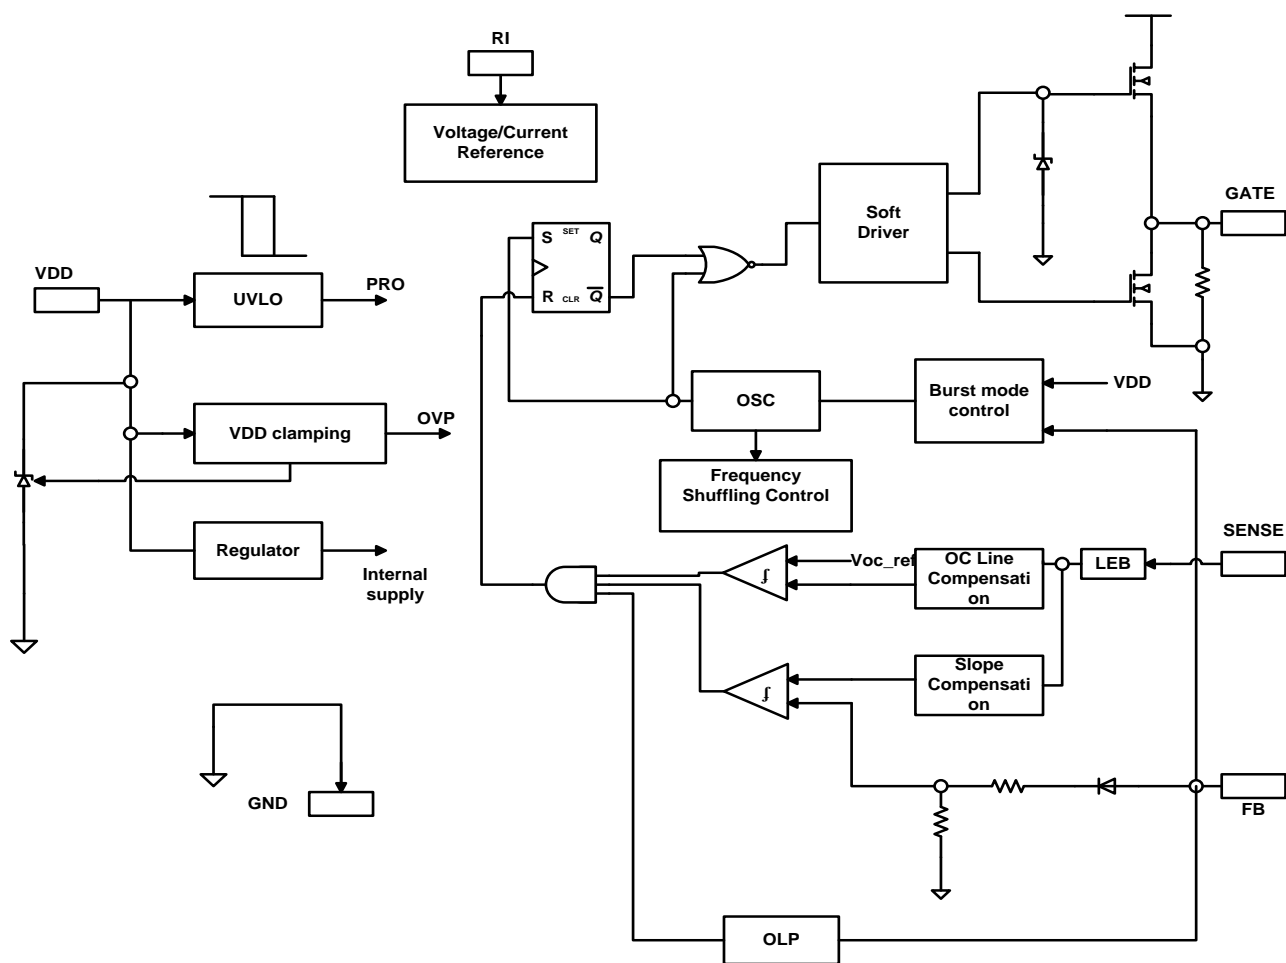 RI
Voltage/Current
Reference
VDD
UVLO
PRO
VDD clamping
OVP
Regulator
Internal
supply
GND
S
SET
Q
R
CLR
Q
Soft
Driver
GATE
OSC
Burst mode
control
VDD
Frequency
Shuffling Control
Voc_ref
OC Line
Compensati
on
LEB
SENSE
Slope
Compensati
on
FB
OLP